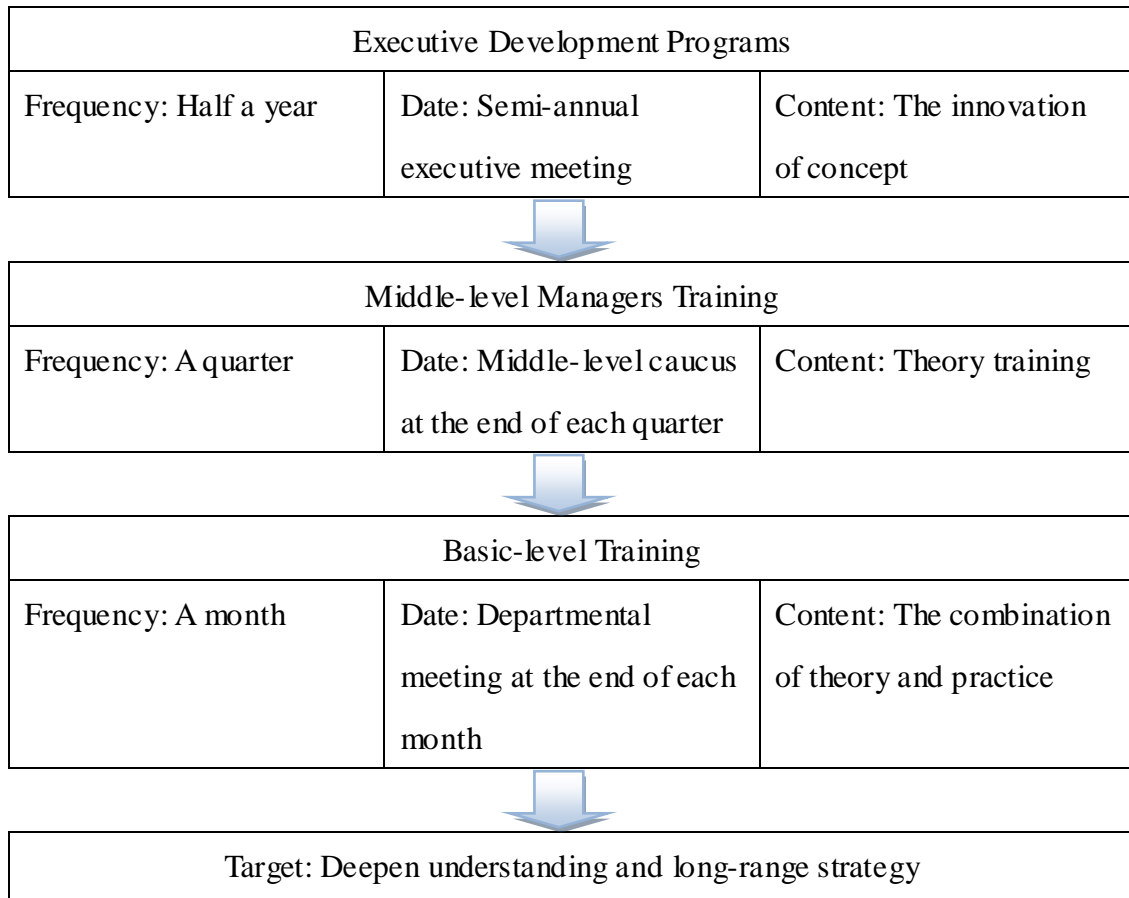 Executive Development Programs
Frequency: Half a year
Date: Semi-annual
executive meeting
Content: The innovation
of concept
Middle-level Managers Training
Frequency: A quarter
Date: Middle-level caucus
at the end of each quarter
Content: Theory training
Basic-level Training
Frequency: A month
Date: Departmental
meeting at the end of each
month
Content: The combination
of theory and practice
Target: Deepen understanding and long-range strategy